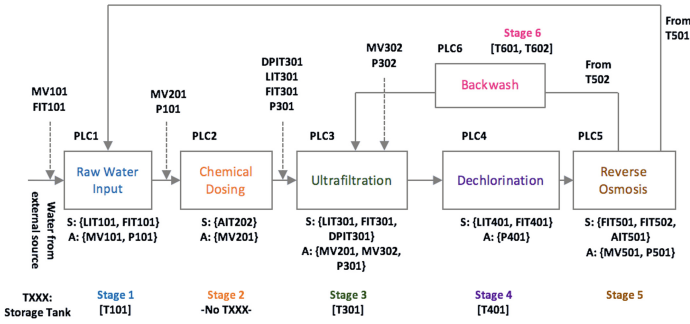 From
T501
Stage 6
[T601, T602]
PLC6
MV302
P302
DPIT301
LIT301
FIT301
P301
From
T502
MV101
FIT101
MV201
P101
Backwash
PLC1
PLC2
PLC3
PLC4
PLC5
Raw Water
Input
Chemical
Dosing
Ultrafiltration
Dechlorination
Reverse
Osmosis
Water from
external source
S: {LIT101, FIT101}
A: {MV101, P101}
S: {AIT202}
A: {MV201}
S: {LIT301, FIT301,
DPIT301}
A: {MV201, MV302,
P301}
S: {LIT401, FIT401}
A: {P401}
S: {FIT501, FIT502,
AIT501}
A: {MV501, P501}
TXXX:
Storage Tank
Stage 1
[T101]
Stage 2
-No TXXX-
Stage 3
[T301]
Stage 4
[T401]
Stage 5